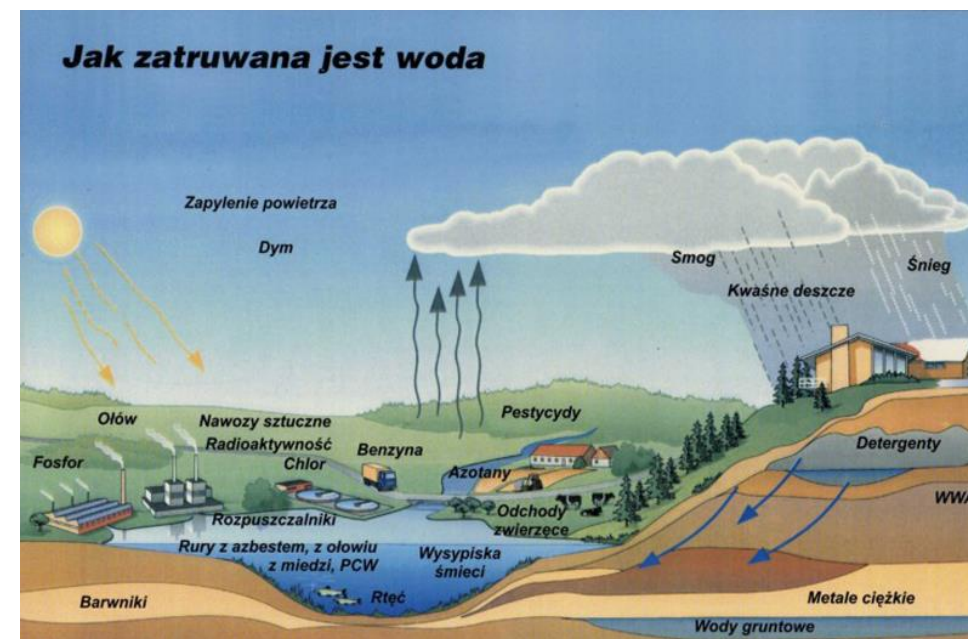 Jak zatruwana jest woda
Zapylenie powietrza
Dym
Smog
Śnieg
Kwaśne deszcze
Ołów
Nawozy sztuczne
Pestycydy
Radioaktywność
Benzyna
Detergenty
Fosfor
Chlor
Azotany
WWA
Rozpuszczalniki
Odchody
zwierzęce
Rury z azbestem, z ołowiu
z miedzi, PCW
Wysypiska
śmieci
Rtęć
Barwniki
Metale ciężkie
Wody gruntowe